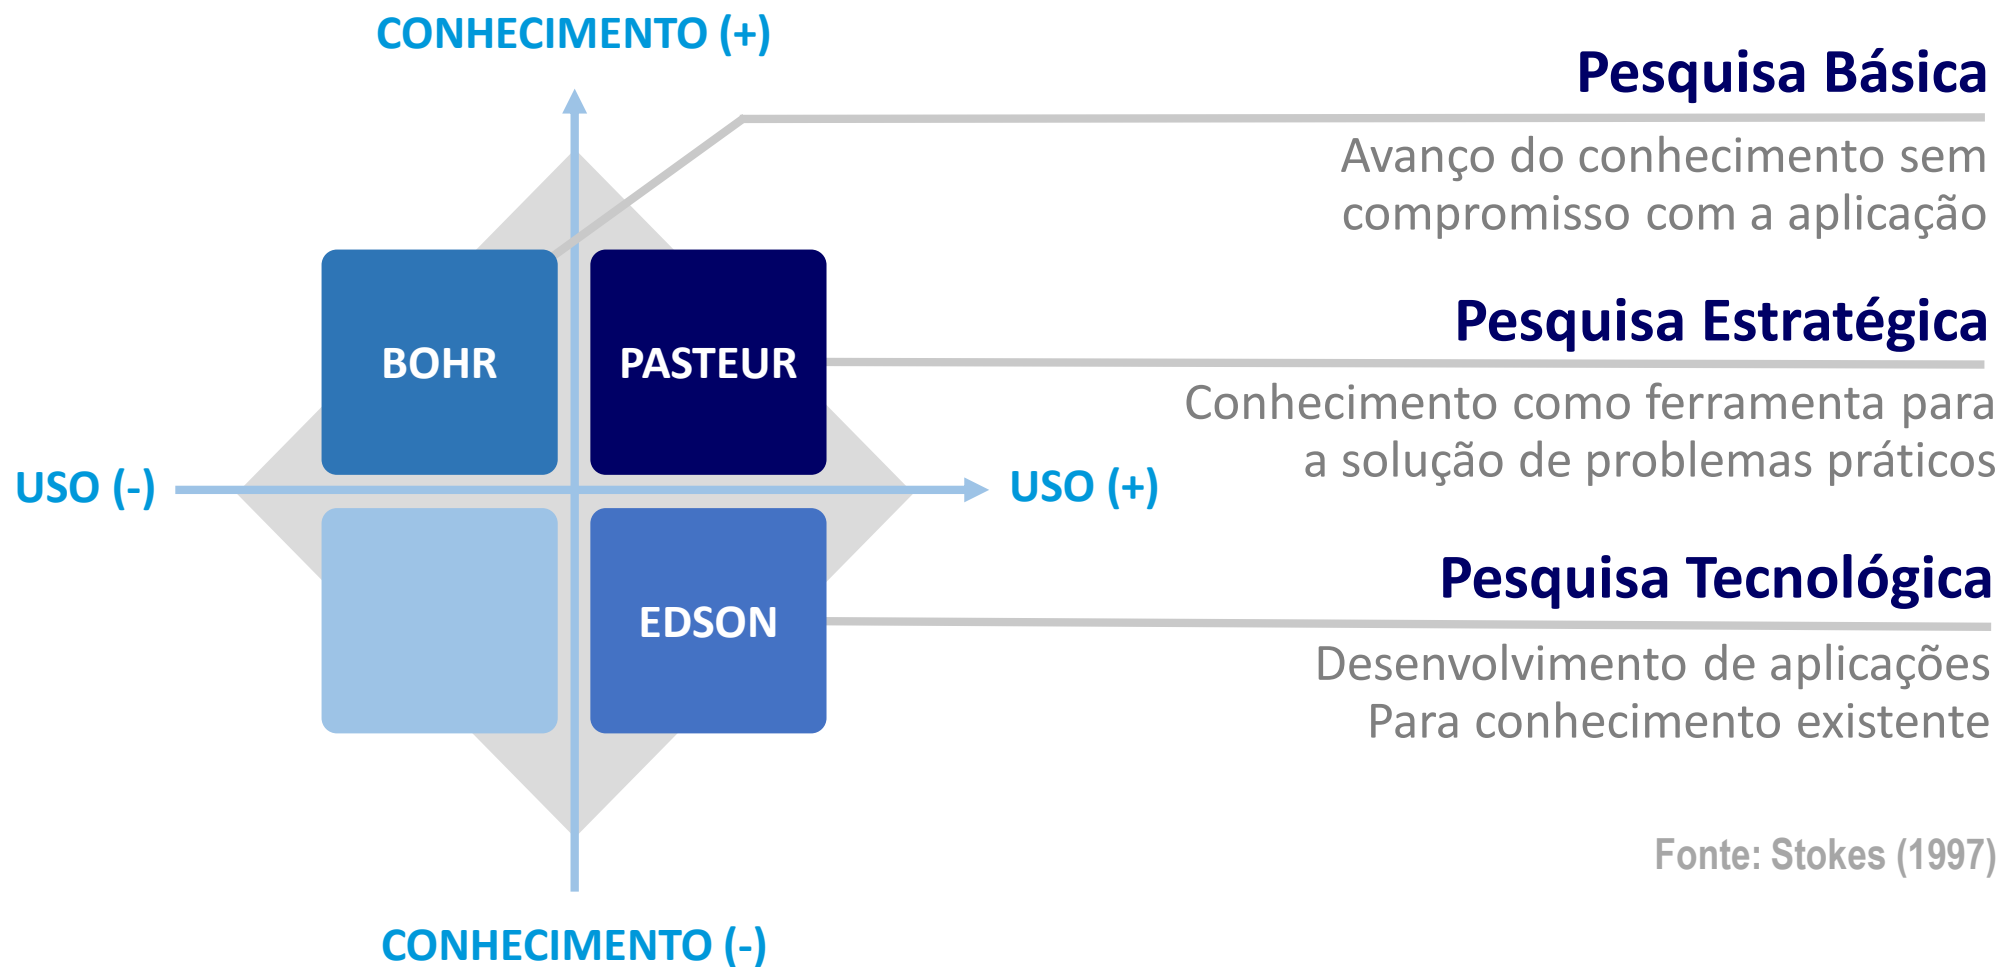 CONHECIMENTO (+)
Pesquisa Básica
Avanço do conhecimento sem
compromisso com a aplicação
BOHR
PASTEUR
Pesquisa Estratégica
Conhecimento como ferramenta para
a solução de problemas práticos
USO (-)
USO (+)
EDSON
Pesquisa Tecnológica
Desenvolvimento de aplicações
Para conhecimento existente
Fonte: Stokes (1997)
CONHECIMENTO (-)